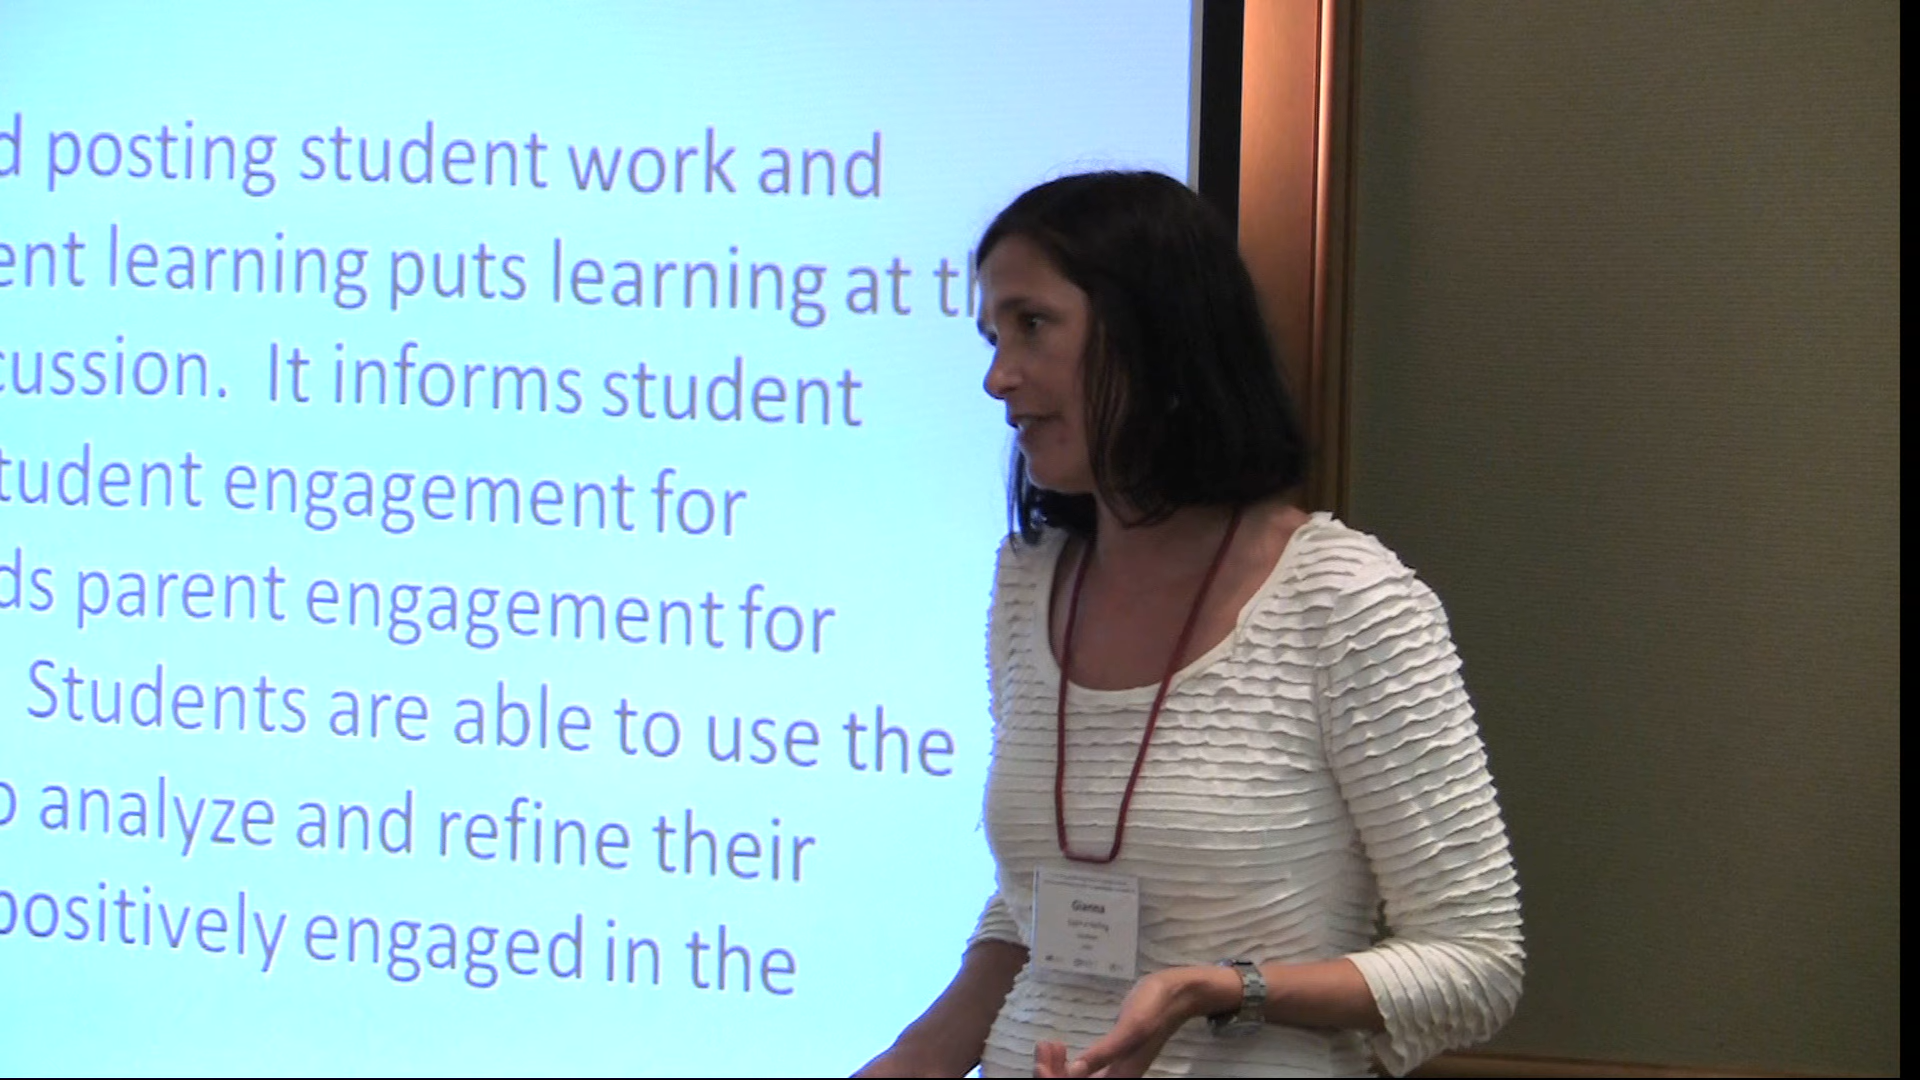 d posting student work and
ent learning puts learning at th
cussion. It informs student
tudent engagement for
ds parent engagement for
Students are able to use the
o analyze and refine their
positively engaged in the
Gianna